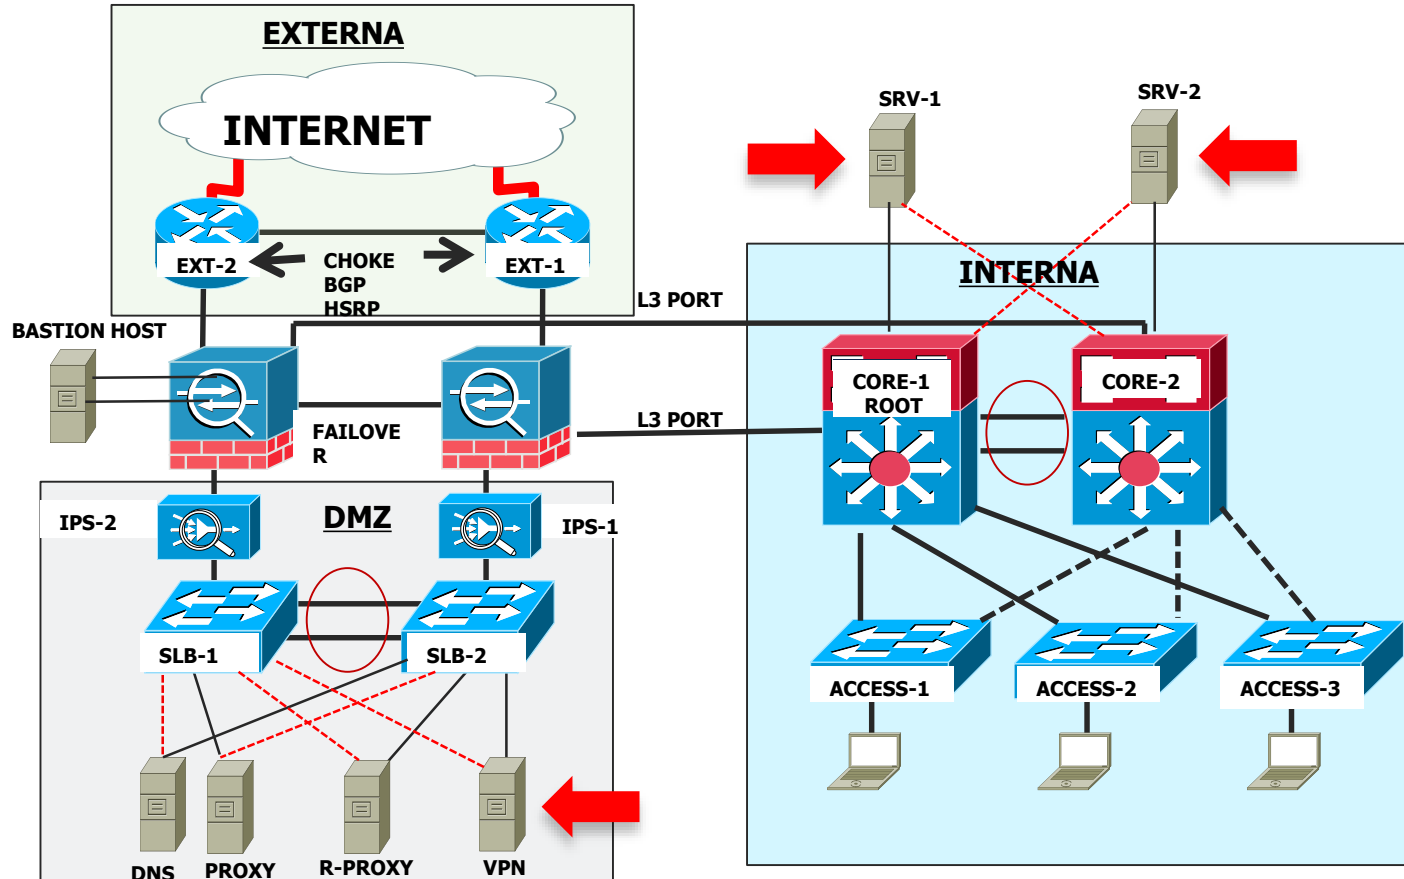 EXTERNA
INTERNET
EXT-2
EXT-1
CHOKE
BGP
HSRP
BASTION HOST
L3 PORT
L3 PORT
FAILOVE
R
IPS-2
DMZ
IPS-1
SLB-1
SLB-2
DNS
PROXY
R-PROXY
VPN
SRV-1
SRV-2
INTERNA
CORE-1
ROOT
CORE-2
ACCESS-1
ACCESS-2
ACCESS-3